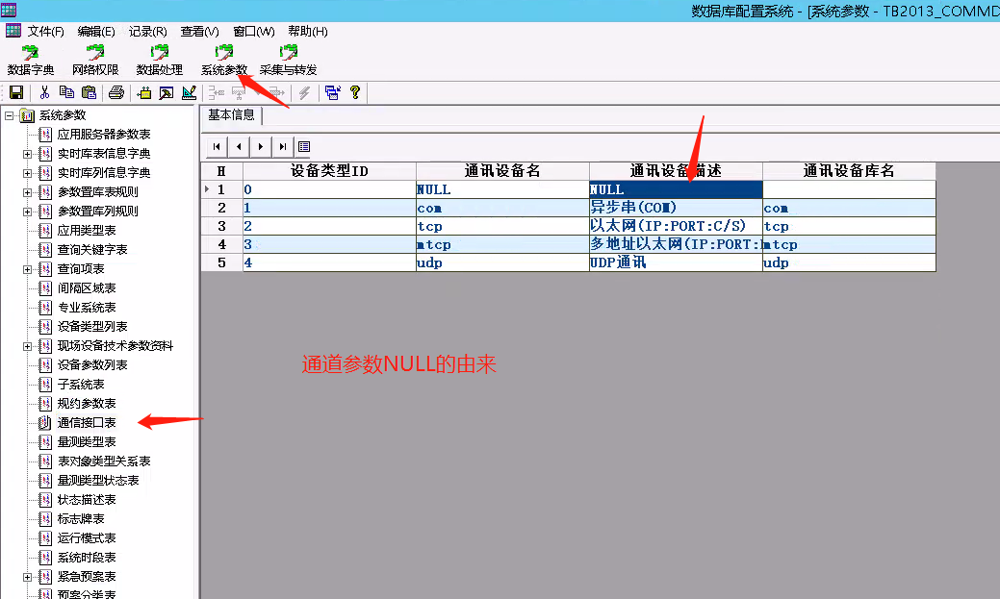 数据库配置系统 - [系统参数 - TB2013_COMMD
文件(F) 编辑(E) 记录(R) 查看(V) 窗口(W) 帮助(H)
数据字典 网络权限 数据处理 系统参数 采集与转发
系统参数
应用服务器参数表
实时库表信息字典
实时库列信息字典
参数置库表规则
参数置库列规则
应用类型表
查询关键字表
查询项表
间隔区域表
专业系统表
设备类型列表
现场设备技术参数资料
设备参数列表
子系统表
规约参数表
通信接口表
量测类型表
表对象类型关系表
量测类型状态表
状态描述表
标志牌表
运行模式表
系统时段表
紧急预案表
预案分类表
基本信息
H 设备类型ID 通讯设备名 通讯设备描述 通讯设备库名
1 0 NULL NULL
2 1 com 异步串(COM) com
3 2 tcp 以太网(IP:PORT:C/S) tcp
4 3 mtcp 多地址以太网(IP:PORT: mtcp
5 4 udp UDP通讯 udp
通道参数NULL的由来